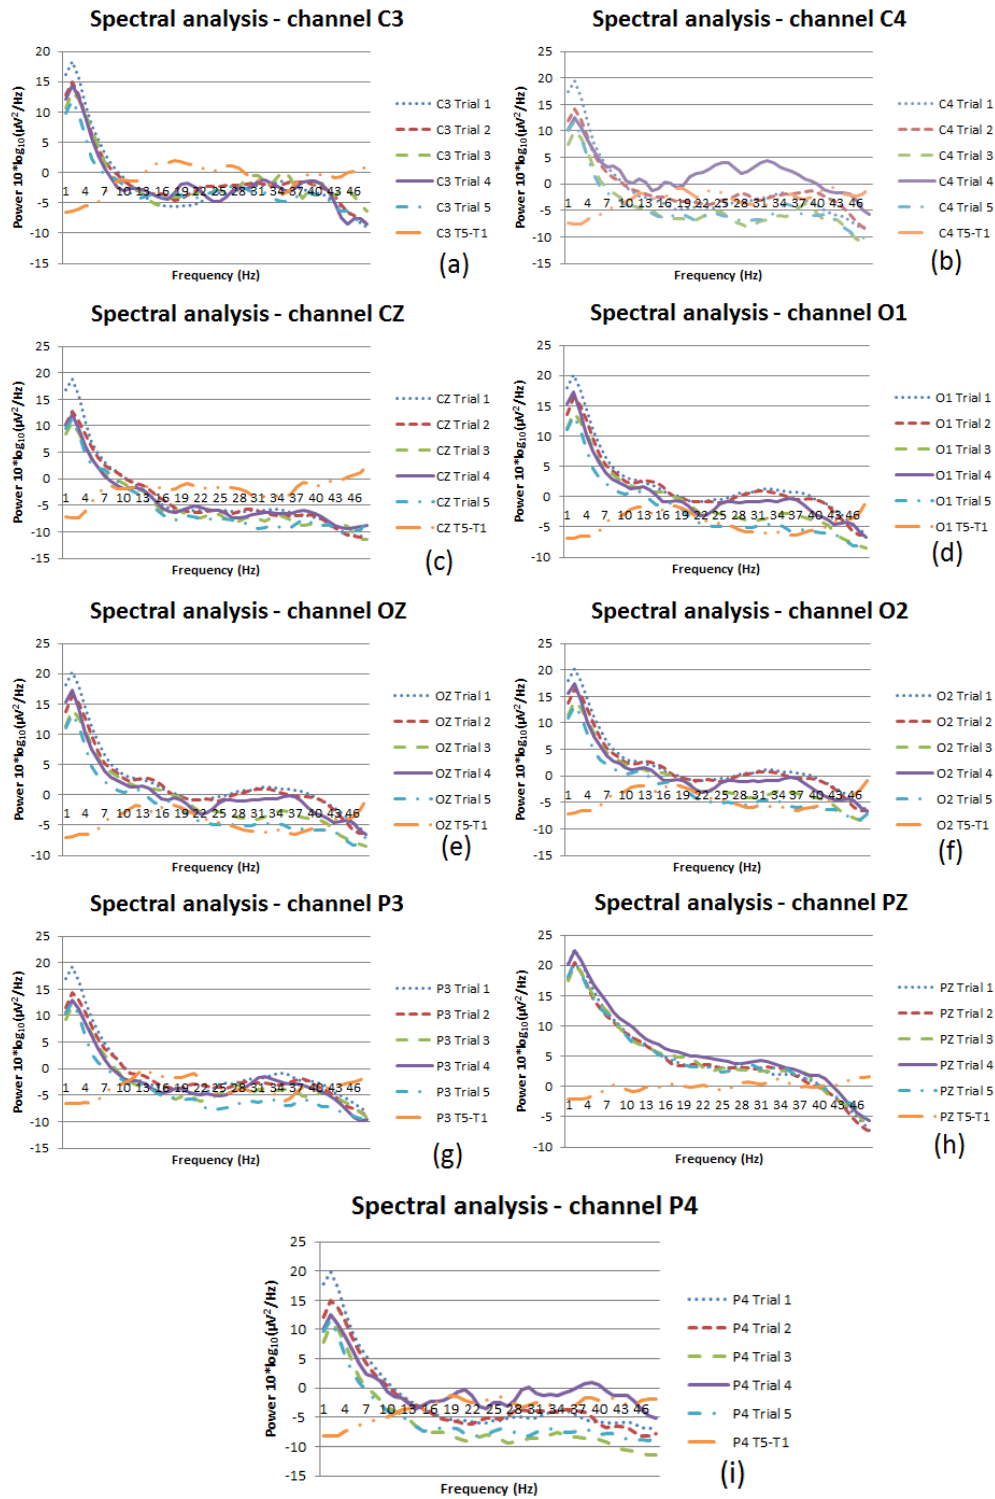 Spectral analysis - channel C3
Power 10*log10(µV²/Hz)
20
15
10
5
0
-5
-10
-15
1 4 7 10 13 16 19 22 25 28 31 34 37 40 43 46
Frequency (Hz)
C3 Trial 1
C3 Trial 2
C3 Trial 3
C3 Trial 4
C3 Trial 5
C3 T5-T1
(a)
Spectral analysis - channel C4
Power 10*log10(µV²/Hz)
25
20
15
10
5
0
-5
-10
-15
1 4 7 10 13 16 19 22 25 28 31 34 37 40 43 46
Frequency (Hz)
C4 Trial 1
C4 Trial 2
C4 Trial 3
C4 Trial 4
C4 Trial 5
C4 T5-T1
(b)
Spectral analysis - channel CZ
Power 10*log10(µV²/Hz)
25
20
15
10
5
0
-5
-10
-15
1 4 7 10 13 16 19 22 25 28 31 34 37 40 43 46
Frequency (Hz)
CZ Trial 1
CZ Trial 2
CZ Trial 3
CZ Trial 4
CZ Trial 5
CZ T5-T1
(c)
Spectral analysis - channel O1
Power 10*log10(µV²/Hz)
25
20
15
10
5
0
-5
-10
1 4 7 10 13 16 19 22 25 28 31 34 37 40 43 46
Frequency (Hz)
O1 Trial 1
O1 Trial 2
O1 Trial 3
O1 Trial 4
O1 Trial 5
O1 T5-T1
(d)
Spectral analysis - channel OZ
Power 10*log10(µV²/Hz)
25
20
15
10
5
0
-5
-10
1 4 7 10 13 16 19 22 25 28 31 34 37 40 43 46
Frequency (Hz)
OZ Trial 1
OZ Trial 2
OZ Trial 3
OZ Trial 4
OZ Trial 5
OZ T5-T1
(e)
Spectral analysis - channel O2
Power 10*log10(µV²/Hz)
25
20
15
10
5
0
-5
-10
-15
1 4 7 10 13 16 19 22 25 28 31 34 37 40 43 46
Frequency (Hz)
O2 Trial 1
O2 Trial 2
O2 Trial 3
O2 Trial 4
O2 Trial 5
O2 T5-T1
(f)
Spectral analysis - channel P3
Power 10*log10(µV²/Hz)
25
20
15
10
5
0
-5
-10
-15
1 4 7 10 13 16 19 22 25 28 31 34 37 40 43 46
Frequency (Hz)
P3 Trial 1
P3 Trial 2
P3 Trial 3
P3 Trial 4
P3 Trial 5
P3 T5-T1
(g)
Spectral analysis - channel PZ
Power 10*log10(µV²/Hz)
25
20
15
10
5
0
-5
-10
1 4 7 10 13 16 19 22 25 28 31 34 37 40 43 46
Frequency (Hz)
PZ Trial 1
PZ Trial 2
PZ Trial 3
PZ Trial 4
PZ Trial 5
PZ T5-T1
(h)
Spectral analysis - channel P4
Power 10*log10(µV²/Hz)
25
20
15
10
5
0
-5
-10
-15
1 4 7 10 13 16 19 22 25 28 31 34 37 40 43 46
Frequency (Hz)
P4 Trial 1
P4 Trial 2
P4 Trial 3
P4 Trial 4
P4 Trial 5
P4 T5-T1
(i)